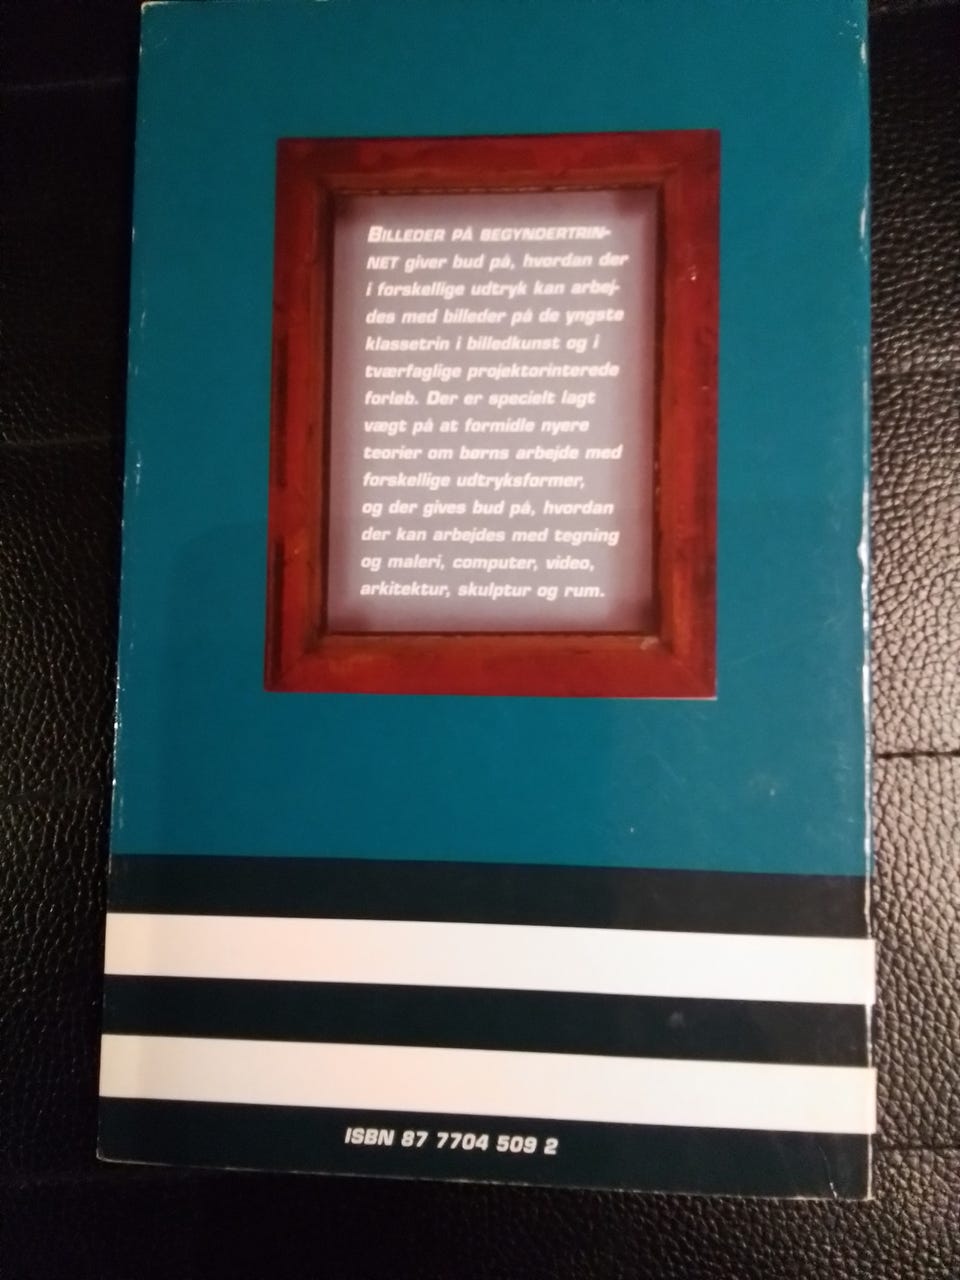 BILLEDER PÅ BEGYNDERTRIN-
NET giver bud på, hvordan der
i forskellige udtryk kan arbej-
des med billeder på de yngste
klassetrin i billedkunst og i
tværfaglige projektorinterede
forløb. Der er specielt lagt
vægt på at formidle nyere
teorier om børns arbejde med
forskellige udtryksformer,
og der gives bud på, hvordan
der kan arbejdes med tegning
og maleri, computer, video,
arkitektur, skulptur og rum.
ISBN 87 7704 509 2